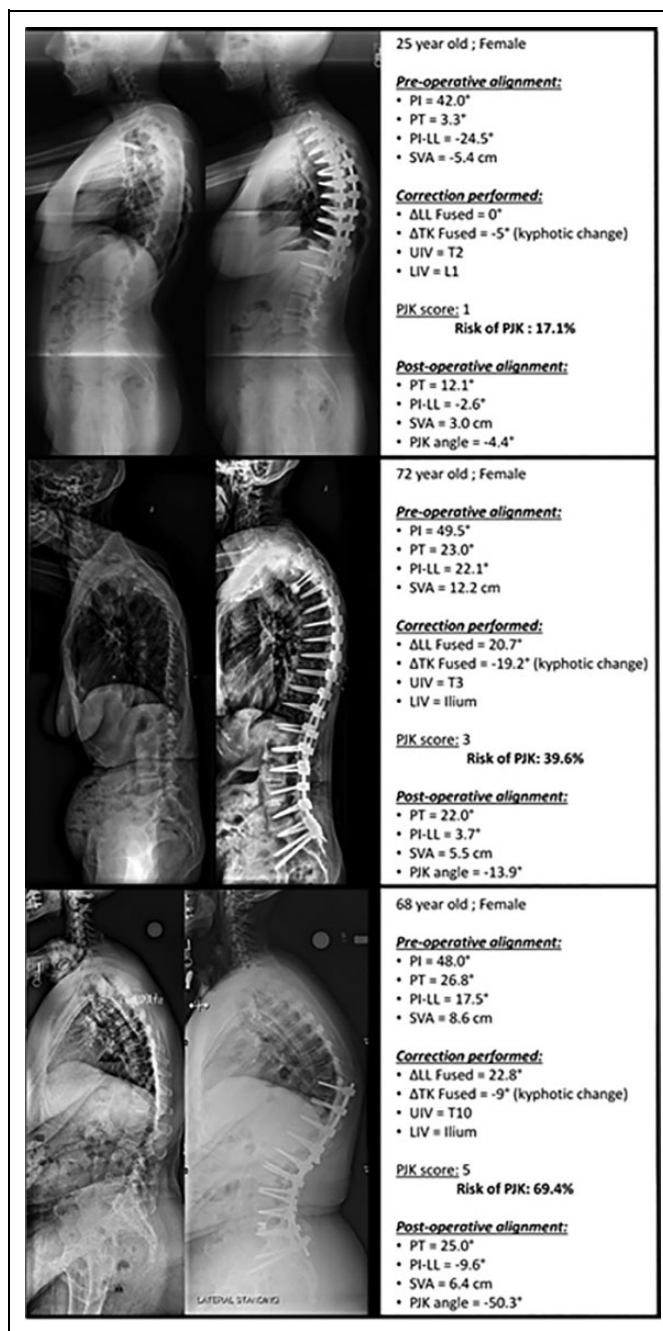 25 year old ; Female
Pre-operative alignment:
• PI = 42.0°
• PT = 3.3°
• PI-LL = -24.5°
• SVA = -5.4 cm
Correction performed:
• ΔLL Fused = 0°
• ΔTK Fused = -5° (kyphotic change)
• UIV = T2
• LIV = L1
PJK score: 1
Risk of PJK : 17.1%
Post-operative alignment:
• PT = 12.1°
• PI-LL = -2.6°
• SVA = 3.0 cm
• PJK angle = -4.4°
72 year old ; Female
Pre-operative alignment:
• PI = 49.5°
• PT = 23.0°
• PI-LL = 22.1°
• SVA = 12.2 cm
Correction performed:
• ΔLL Fused = 20.7°
• ΔTK Fused = -19.2° (kyphotic change)
• UIV = T3
• LIV = Ilium
PJK score: 3
Risk of PJK: 39.6%
Post-operative alignment:
• PT = 22.0°
• PI-LL = 3.7°
• SVA = 5.5 cm
• PJK angle = -13.9°
68 year old ; Female
Pre-operative alignment:
• PI = 48.0°
• PT = 26.8°
• PI-LL = 17.5°
• SVA = 8.6 cm
Correction performed:
• ΔLL Fused = 22.8°
• ΔTK Fused = -9° (kyphotic change)
• UIV = T10
• LIV = Ilium
PJK score: 5
Risk of PJK: 69.4%
Post-operative alignment:
• PT = 25.0°
• PI-LL = -9.6°
• SVA = 6.4 cm
• PJK angle = -50.3°
LATERAL STANDING